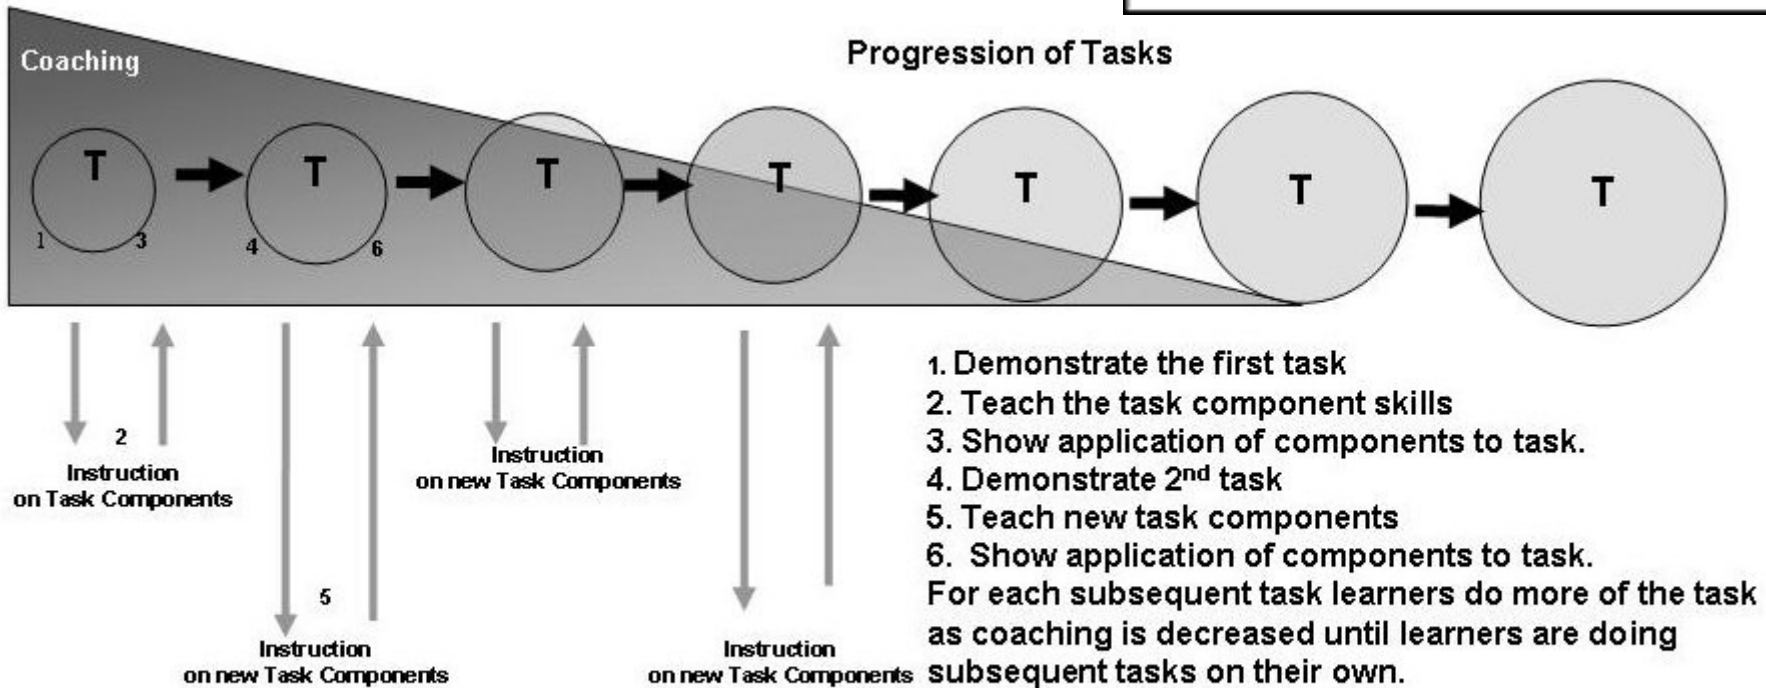 Coaching
Progression of Tasks
T T T T T T T
1 3 4 6
2
Instruction
on Task Components
5
Instruction
on new Task Components
Instruction
on new Task Components
Instruction
on new Task Components
1. Demonstrate the first task
2. Teach the task component skills
3. Show application of components to task.
4. Demonstrate 2nd task
5. Teach new task components
6. Show application of components to task.
For each subsequent task learners do more of the task
as coaching is decreased until learners are doing
subsequent tasks on their own.